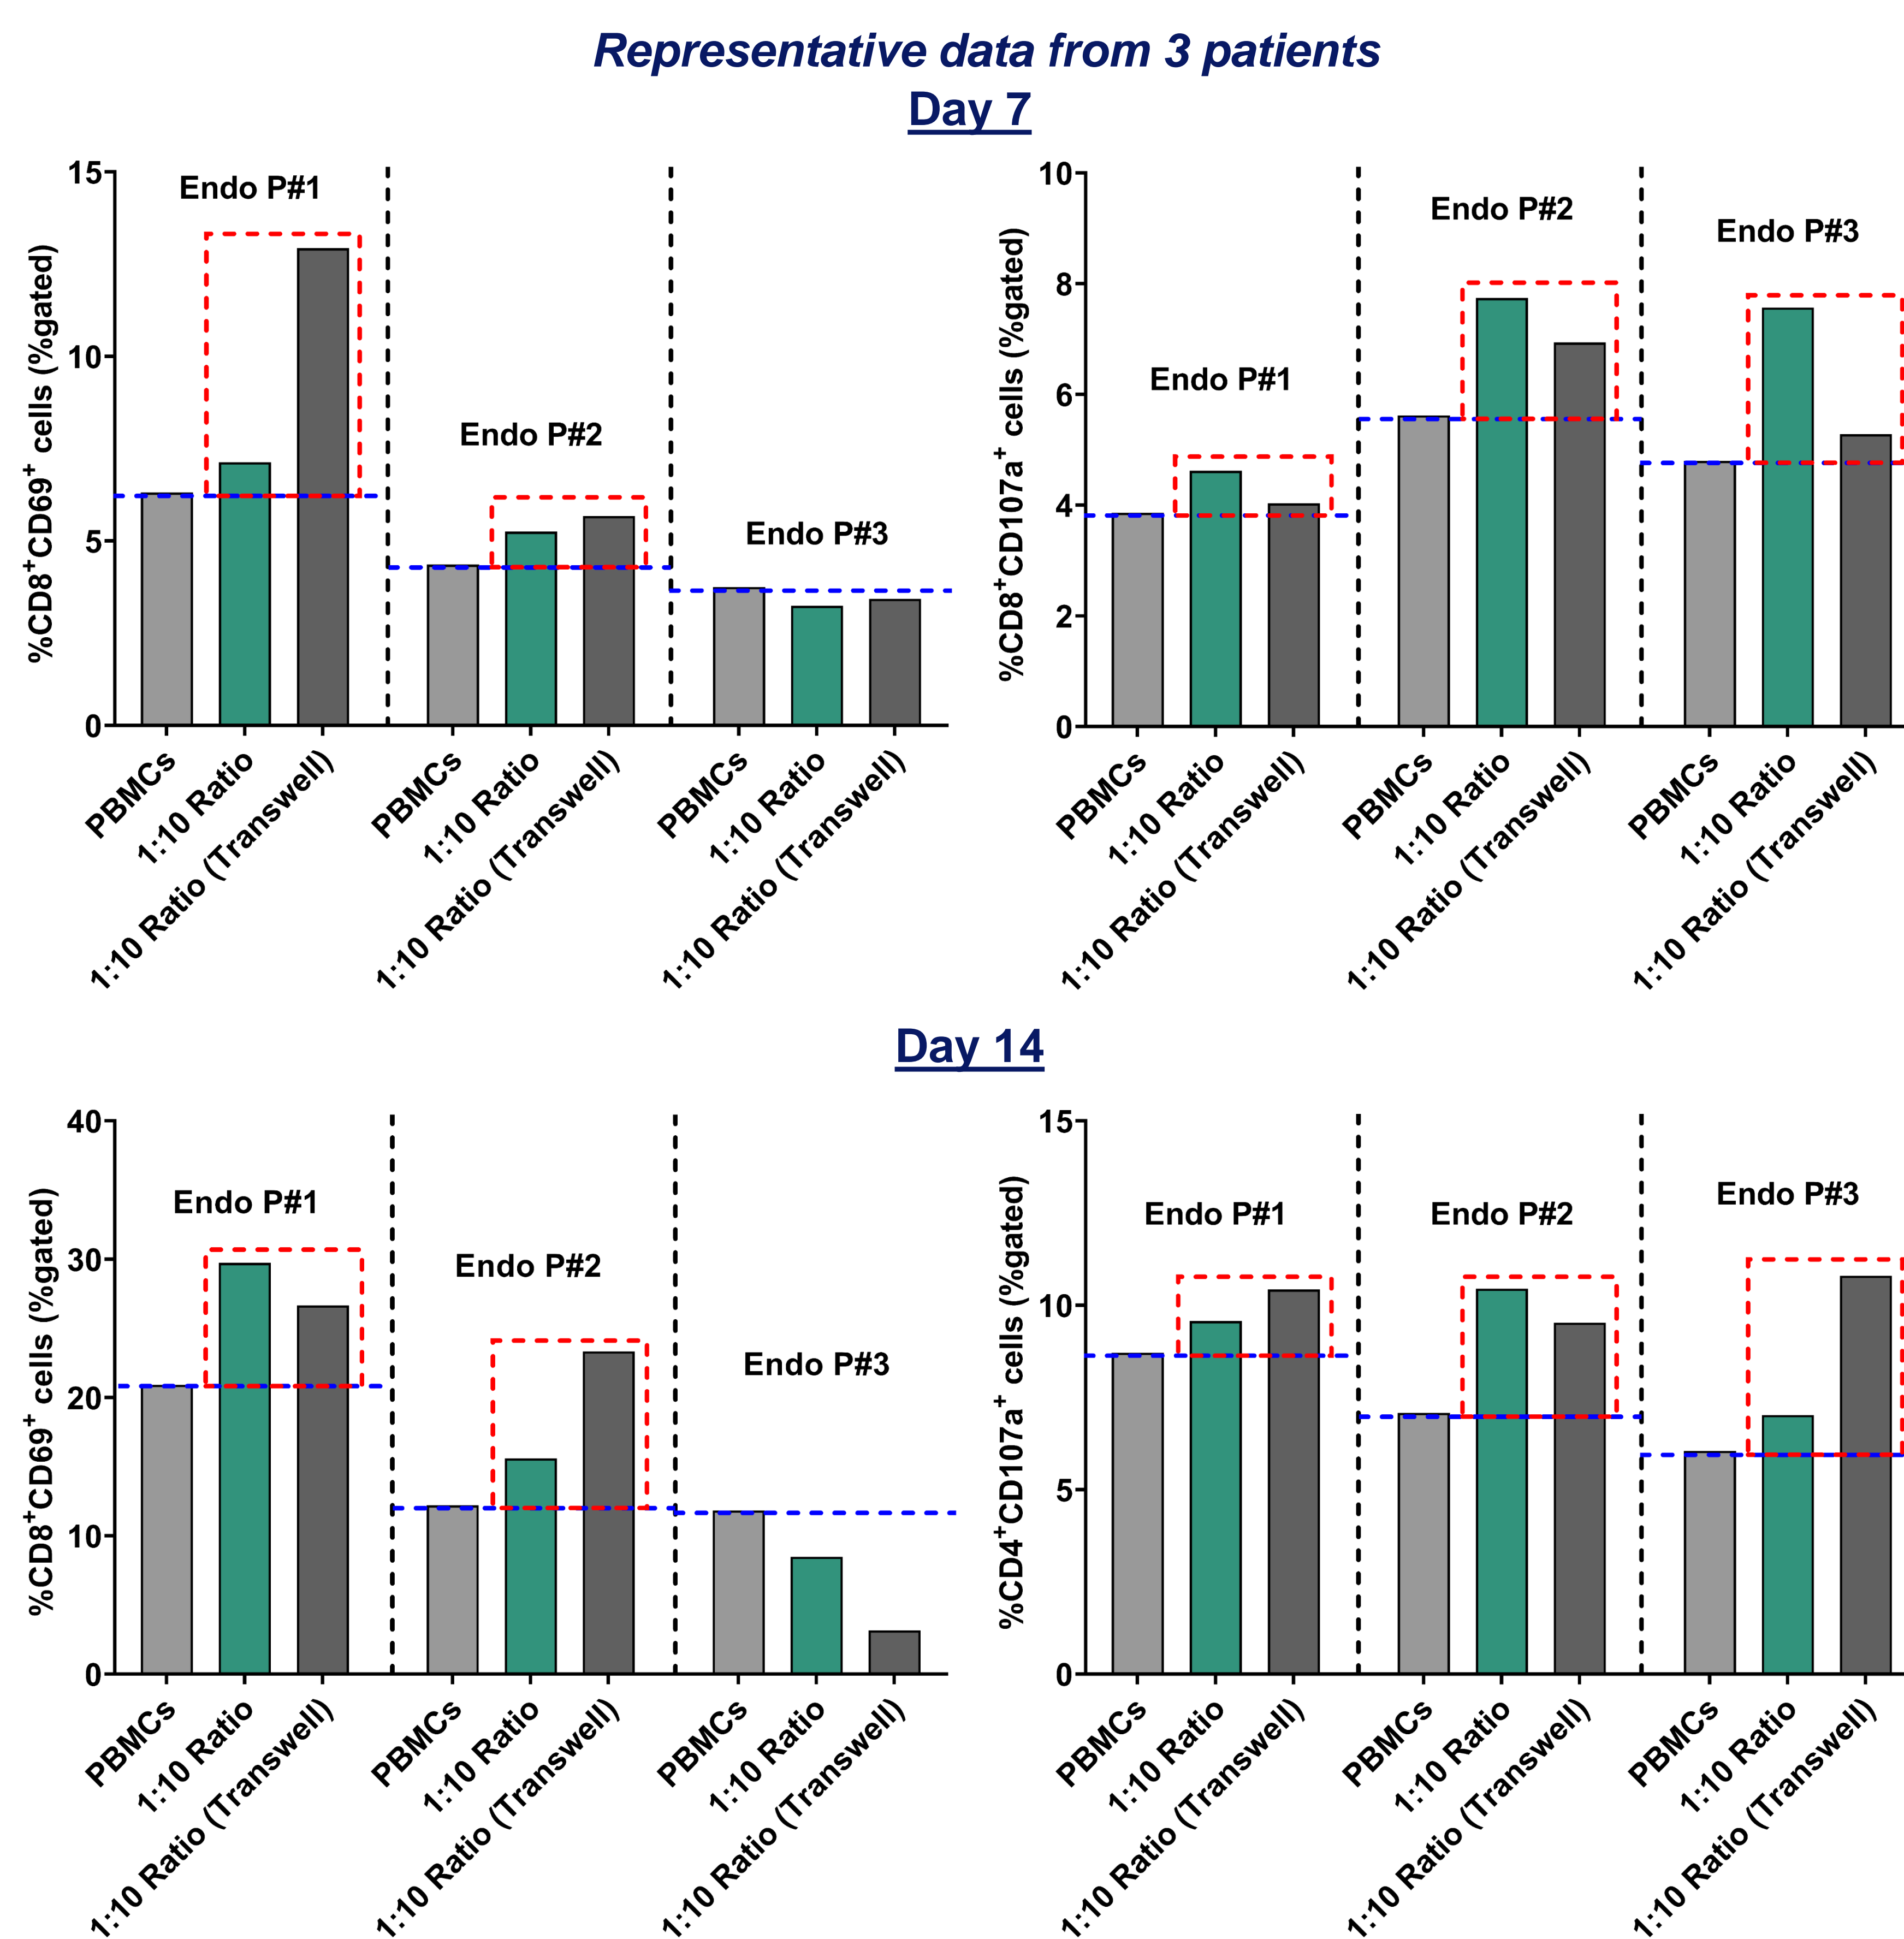 Representative data from 3 patients
Day 7
%CD8+CD69+ cells (%gated)
15
10
5
0
Endo P#1
Endo P#2
Endo P#3
PBMCs
1:10 Ratio
1:10 Ratio (Transwell)
PBMCs
1:10 Ratio
1:10 Ratio (Transwell)
PBMCs
1:10 Ratio
1:10 Ratio (Transwell)
%CD8+CD107a+ cells (%gated)
10
8
6
4
2
0
Endo P#1
Endo P#2
Endo P#3
PBMCs
1:10 Ratio
1:10 Ratio (Transwell)
PBMCs
1:10 Ratio
1:10 Ratio (Transwell)
PBMCs
1:10 Ratio
1:10 Ratio (Transwell)
Day 14
%CD8+CD69+ cells (%gated)
40
30
20
10
0
Endo P#1
Endo P#2
Endo P#3
PBMCs
1:10 Ratio
1:10 Ratio (Transwell)
PBMCs
1:10 Ratio
1:10 Ratio (Transwell)
PBMCs
1:10 Ratio
1:10 Ratio (Transwell)
%CD4+CD107a+ cells (%gated)
15
10
5
0
Endo P#1
Endo P#2
Endo P#3
PBMCs
1:10 Ratio
1:10 Ratio (Transwell)
PBMCs
1:10 Ratio
1:10 Ratio (Transwell)
PBMCs
1:10 Ratio
1:10 Ratio (Transwell)